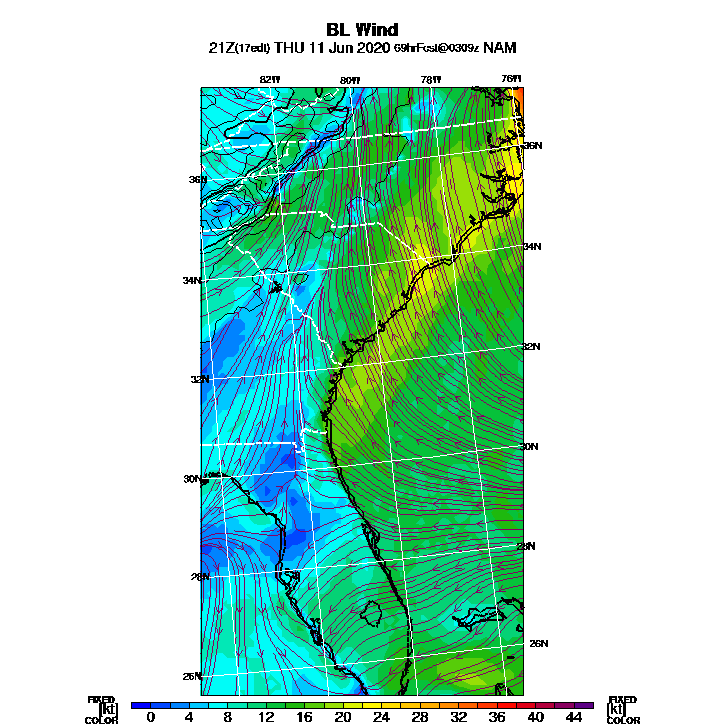 BL Wind
21Z(17edt) THU 11 Jun 2020 69hrFcst@0309z NAM
82W 80W 78W 76W
36N
36N
34N
34N
32N
32N
30N
30N
28N
28N
26N
26N
FIXED FIXED
[kt] [kt]
COLOR 0 4 8 12 16 20 24 28 32 36 40 44 COLOR